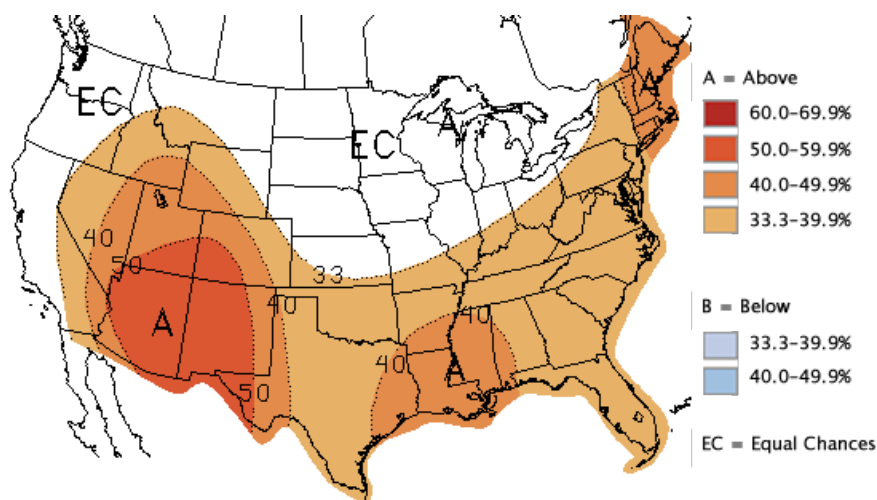 A
EC
A
EC
40
50
33
40
A
40
40
A
50
A = Above
60.0-69.9%
50.0-59.9%
40.0-49.9%
33.3-39.9%
B = Below
33.3-39.9%
40.0-49.9%
EC = Equal Chances